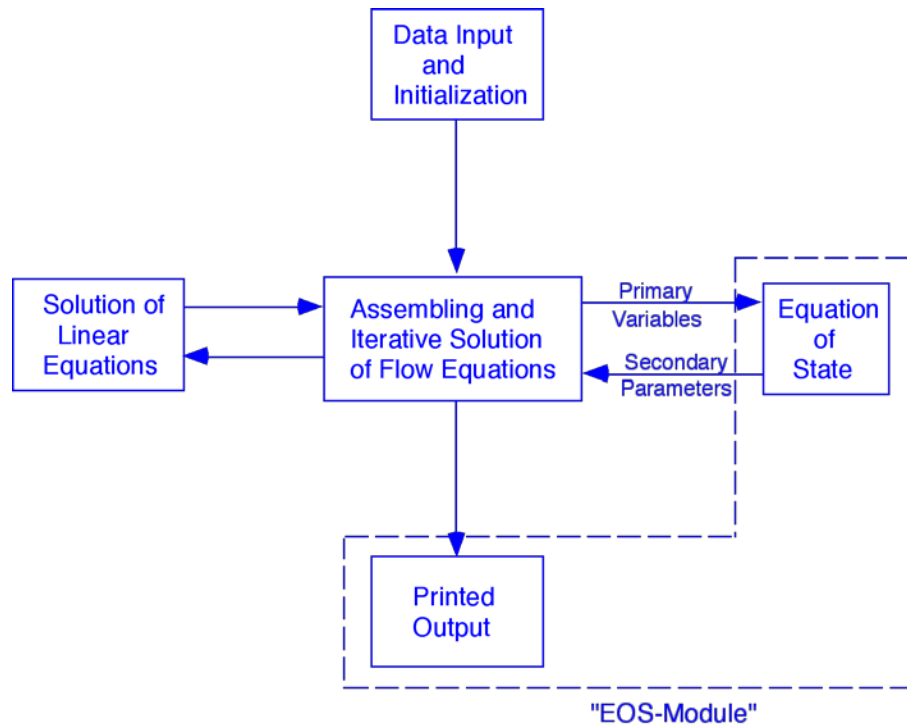 Data Input
and
Initialization
Solution of
Linear
Equations
Assembling and
Iterative Solution
of Flow Equations
Primary
Variables
Secondary
Parameters
Equation
of
State
Printed
Output
"EOS-Module"